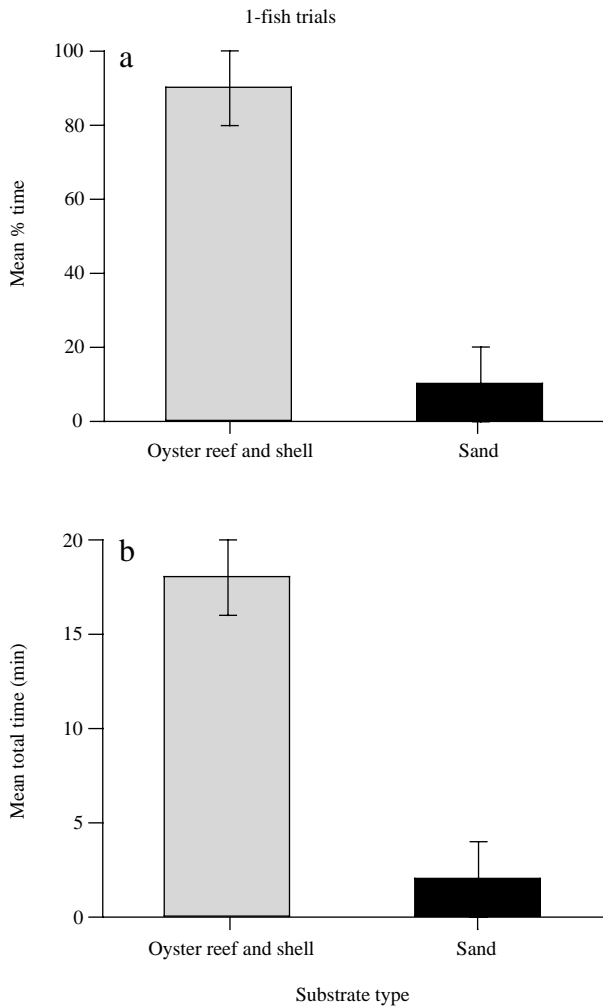 1-fish trials
a
100
80
60
40
20
0
Mean % time
Oyster reef and shell Sand
b
20
15
10
5
0
Mean total time (min)
Oyster reef and shell Sand
Substrate type